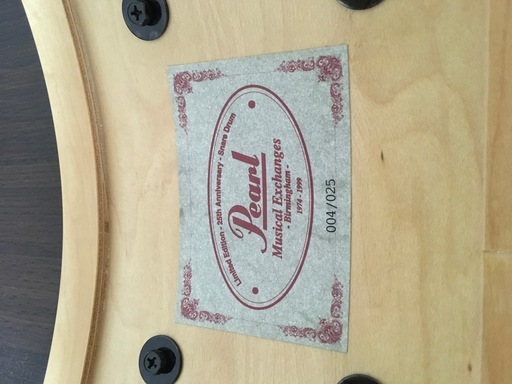 Limited Edition - 25th Anniversary - Snare Drum
Pearl
Musical Exchanges
- Birmingham -
1974 - 1999
004/025